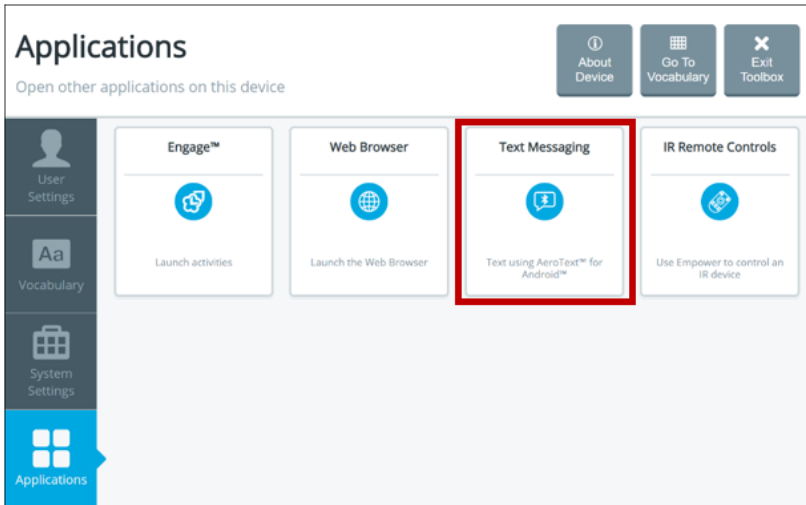 Applications
Open other applications on this device
About
Device
Go To
Vocabulary
Exit
Toolbox
User
Settings
Aa
Vocabulary
System
Settings
Applications
Engage™
Launch activities
Web Browser
Launch the Web Browser
Text Messaging
Text using AeroText™ for
Android™
IR Remote Controls
Use Empower to control an
IR device